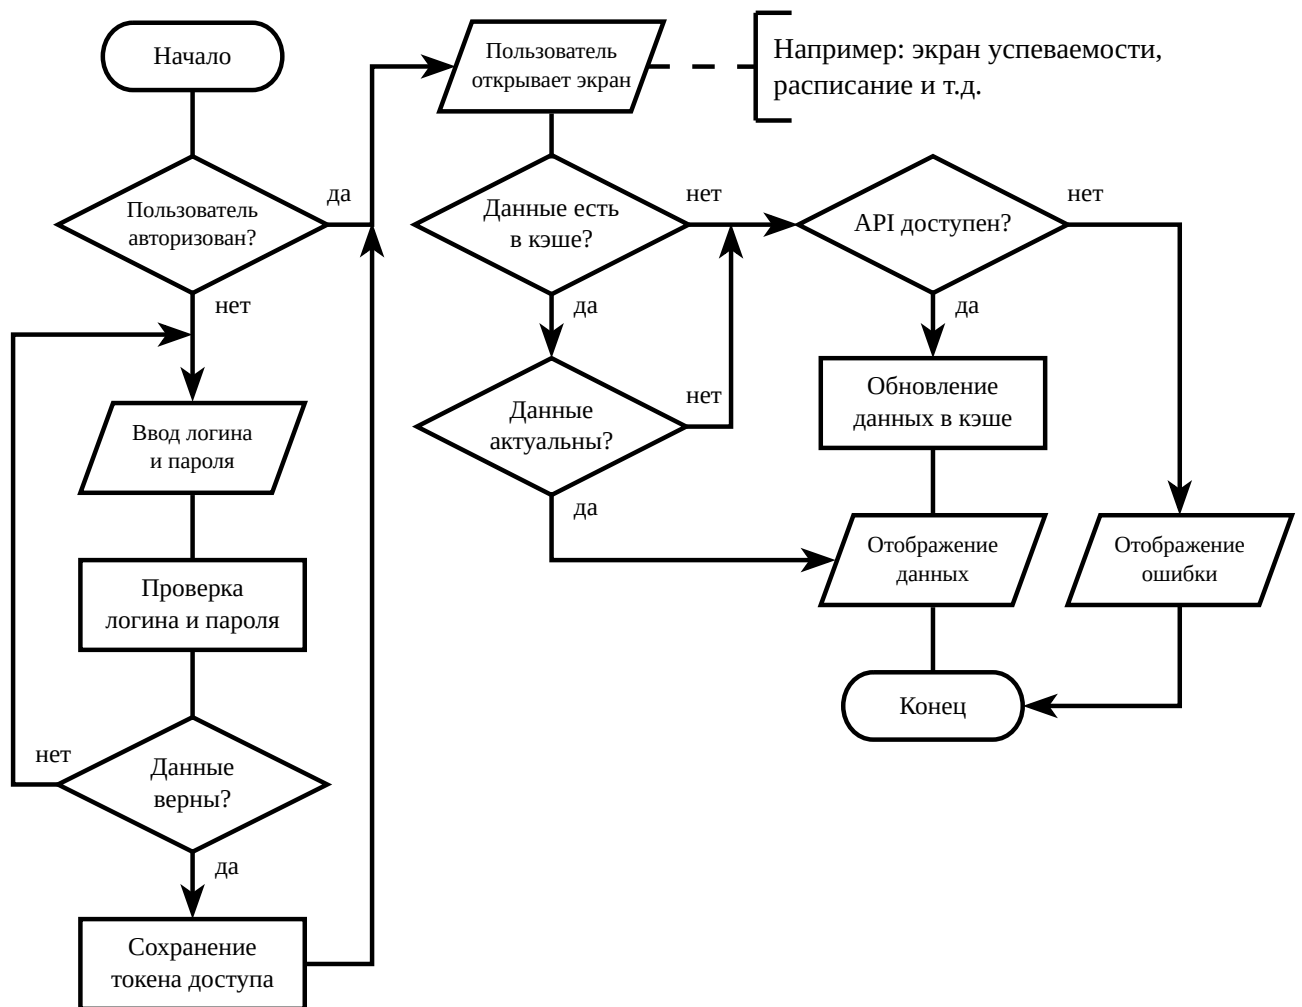 Начало
Пользователь
авторизован?
да
нет
Ввод логина
и пароля
Проверка
логина и пароля
Данные
верны?
нет
да
Сохранение
токена доступа
Пользователь
открывает экран
Например: экран успеваемости,
расписание и т.д.
Данные есть
в кэше?
нет
да
Данные
актуальны?
нет
да
API доступен?
нет
да
Обновление
данных в кэше
Отображение
данных
Отображение
ошибки
Конец